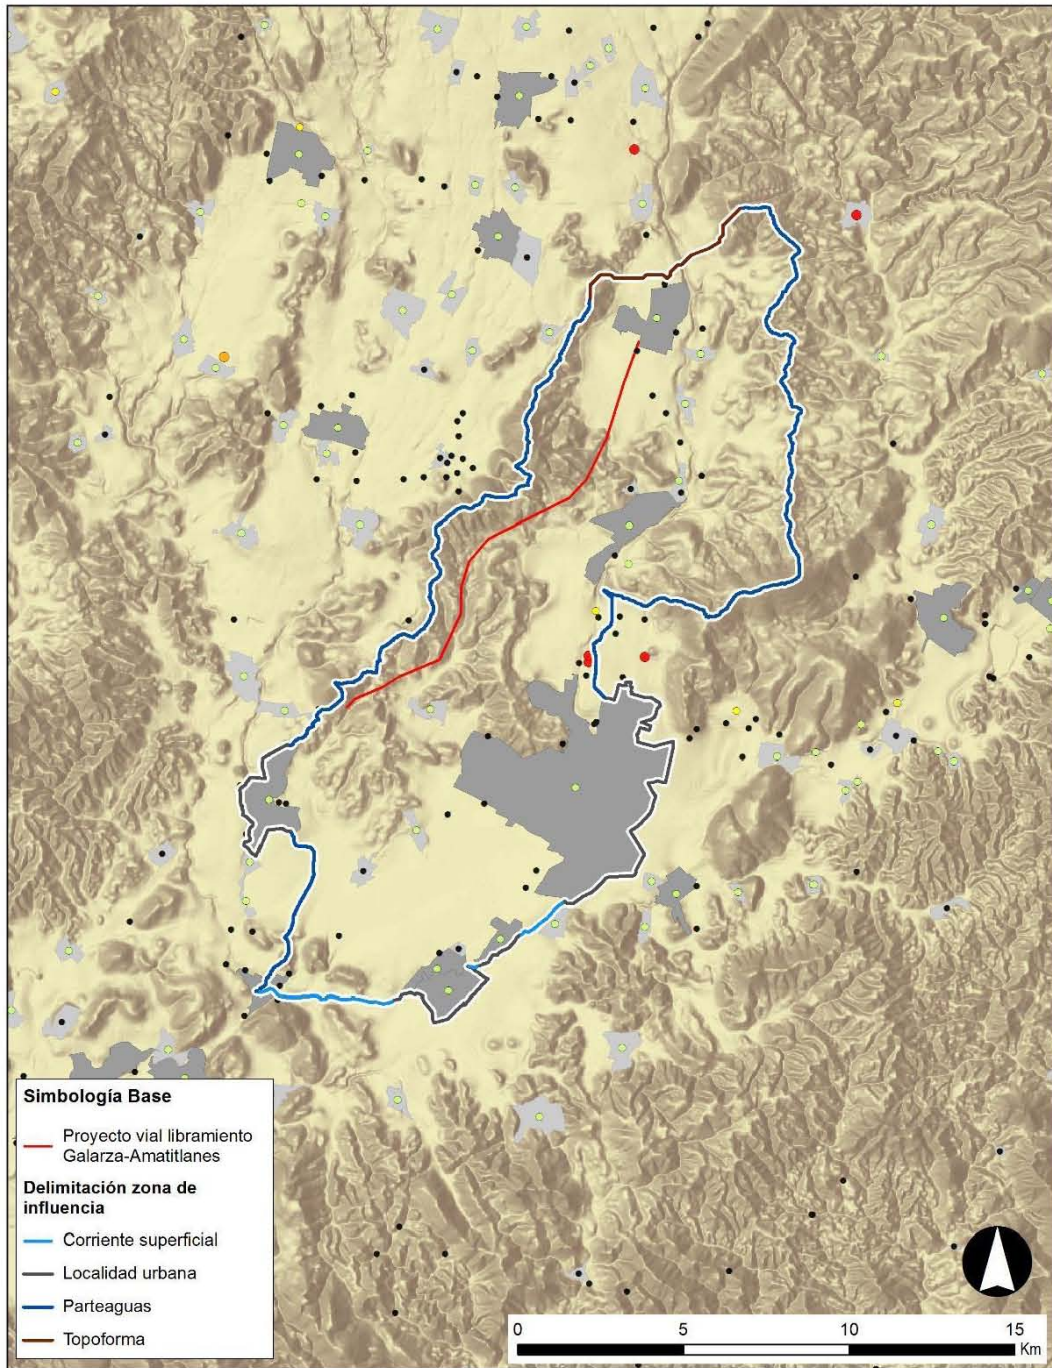 Simbología Base
Proyecto vial libramiento
Galarza-Amatitlanes
Delimitación zona de
influencia
Corriente superficial
Localidad urbana
Parteaguas
Topoforma
0 5 10 15
Km